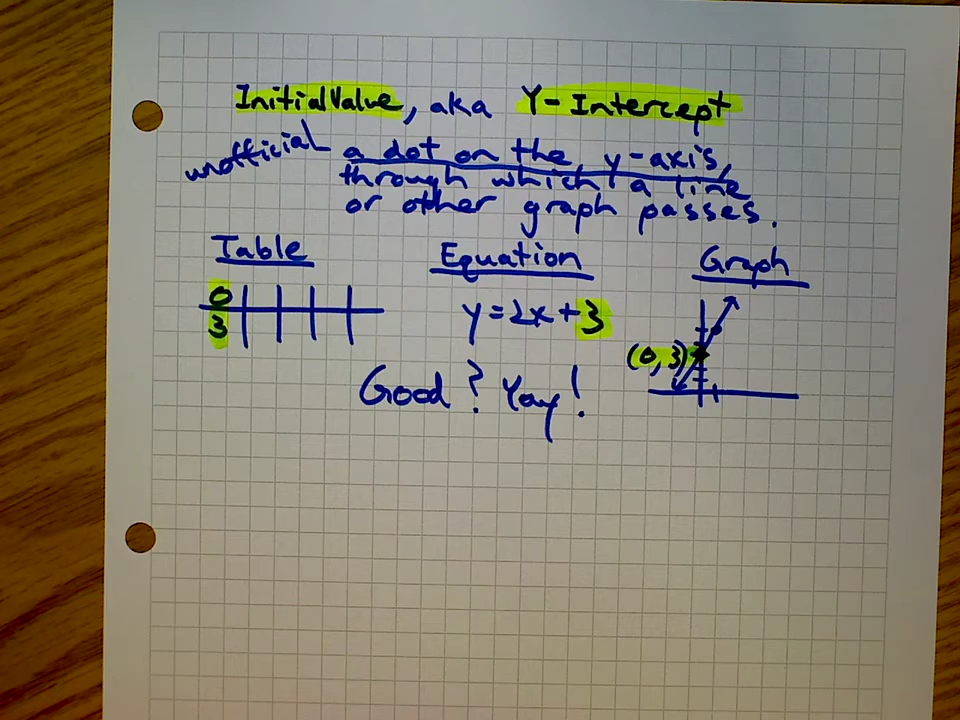 Initial Value, aka Y-Intercept
unofficial a dot on the y-axis,
through which a line
or other graph passes.
Table Equation Graph
0
3
y=2x+3
(0,3)
Good? Yay!